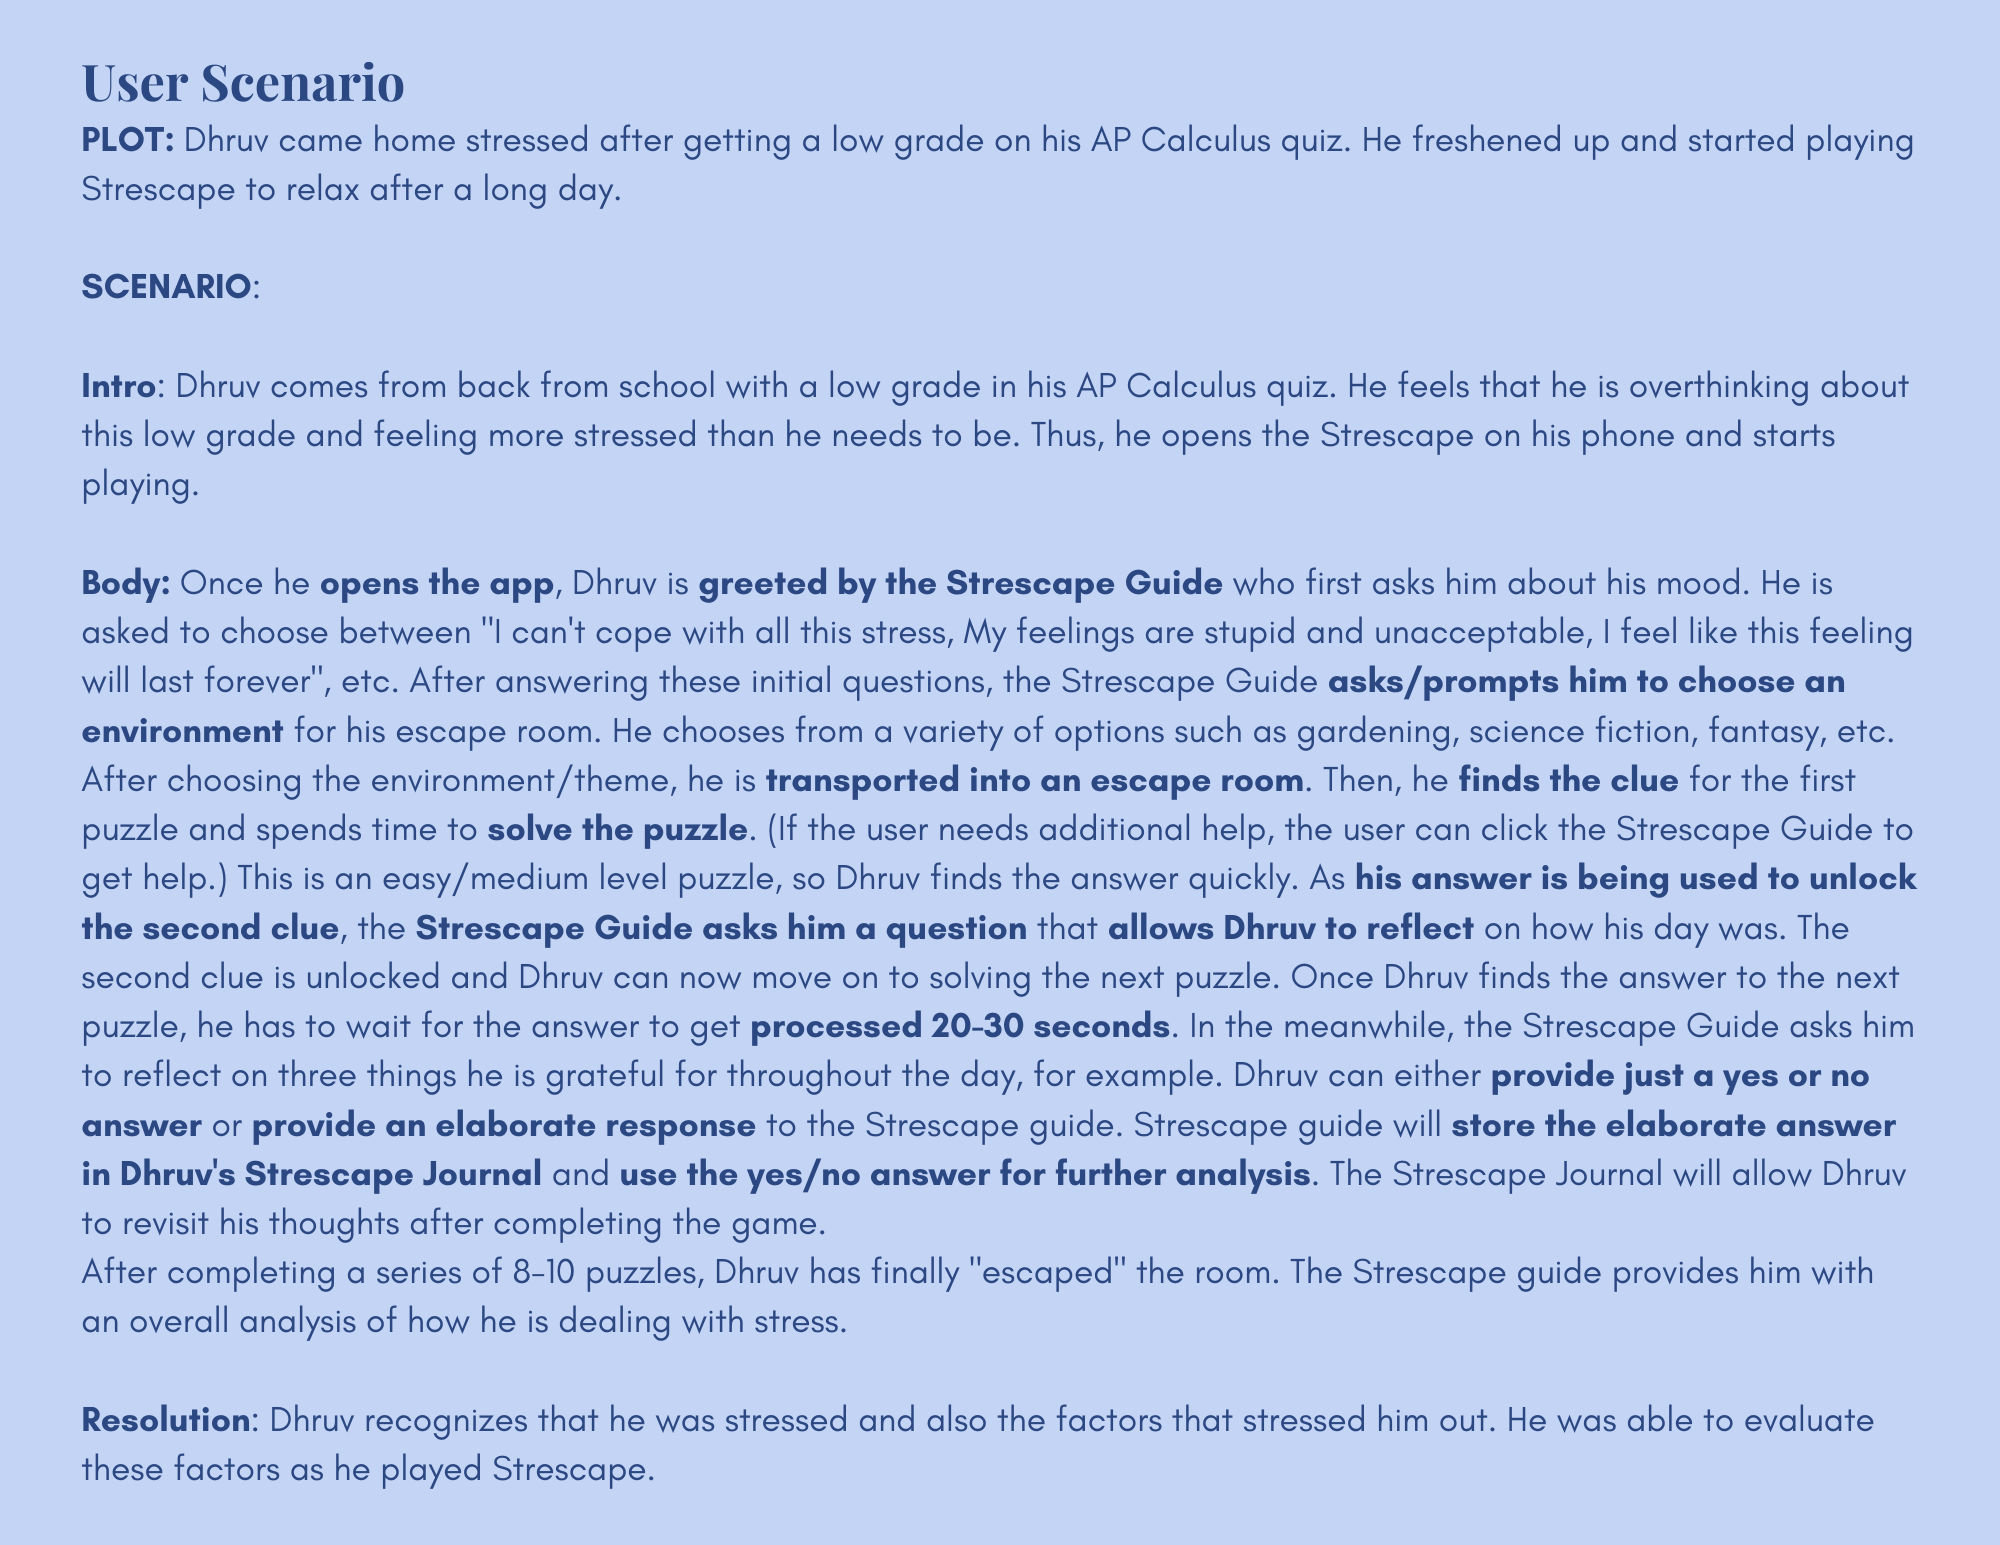 User Scenario
PLOT: Dhruv came home stressed after getting a low grade on his AP Calculus quiz. He freshened up and started playing
Strescape to relax after a long day.
SCENARIO:
Intro: Dhruv comes from back from school with a low grade in his AP Calculus quiz. He feels that he is overthinking about
this low grade and feeling more stressed than he needs to be. Thus, he opens the Strescape on his phone and starts
playing.
Body: Once he opens the app, Dhruv is greeted by the Strescape Guide who first asks him about his mood. He is
asked to choose between "I can't cope with all this stress, My feelings are stupid and unacceptable, I feel like this feeling
will last forever", etc. After answering these initial questions, the Strescape Guide asks/prompts him to choose an
environment for his escape room. He chooses from a variety of options such as gardening, science fiction, fantasy, etc.
After choosing the environment/theme, he is transported into an escape room. Then, he finds the clue for the first
puzzle and spends time to solve the puzzle. (If the user needs additional help, the user can click the Strescape Guide to
get help.) This is an easy/medium level puzzle, so Dhruv finds the answer quickly. As his answer is being used to unlock
the second clue, the Strescape Guide asks him a question that allows Dhruv to reflect on how his day was. The
second clue is unlocked and Dhruv can now move on to solving the next puzzle. Once Dhruv finds the answer to the next
puzzle, he has to wait for the answer to get processed 20-30 seconds. In the meanwhile, the Strescape Guide asks him
to reflect on three things he is grateful for throughout the day, for example. Dhruv can either provide just a yes or no
answer or provide an elaborate response to the Strescape guide. Strescape guide will store the elaborate answer
in Dhruv's Strescape Journal and use the yes/no answer for further analysis. The Strescape Journal will allow Dhruv
to revisit his thoughts after completing the game.
After completing a series of 8-10 puzzles, Dhruv has finally "escaped" the room. The Strescape guide provides him with
an overall analysis of how he is dealing with stress.
Resolution: Dhruv recognizes that he was stressed and also the factors that stressed him out. He was able to evaluate
these factors as he played Strescape.